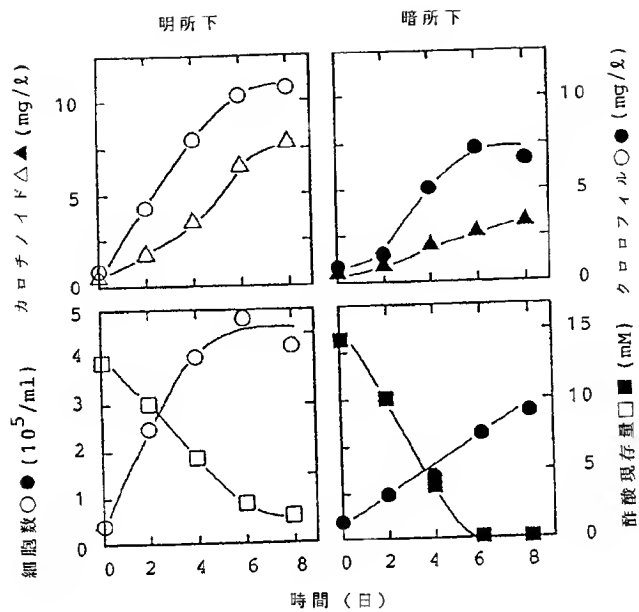 明所下
暗所下
カロチノイド△▲(mg/ℓ)
10
5
0
10
5
0
クロロフィル○●(mg/ℓ)
細胞数○●(10⁵/ml)
5
4
3
2
1
0
15
10
5
0
酢酸現存量□■(mM)
0 2 4 6 8
0 2 4 6 8
時間(日)